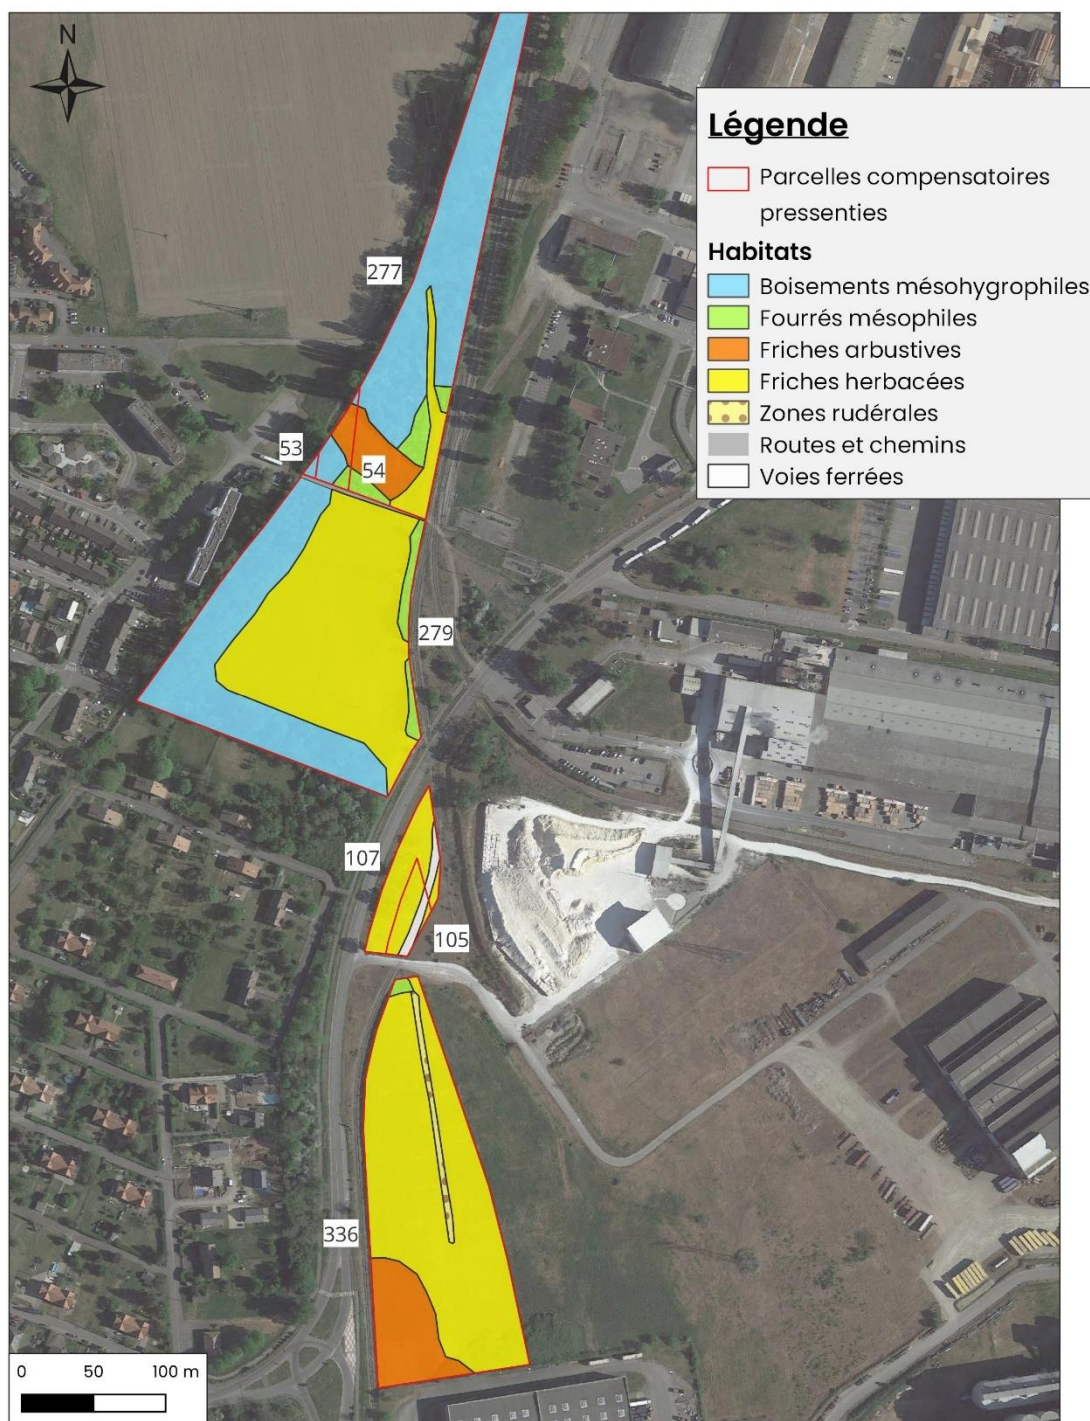 N
Légende
Parcelles compensatoires
pressenties
Habitats
Boisements mésohygrophiles
Fourrés mésophiles
Friches arbustives
Friches herbacées
Zones rudérales
Routes et chemins
Voies ferrées
277
53
54
279
107
105
336
0 50 100 m